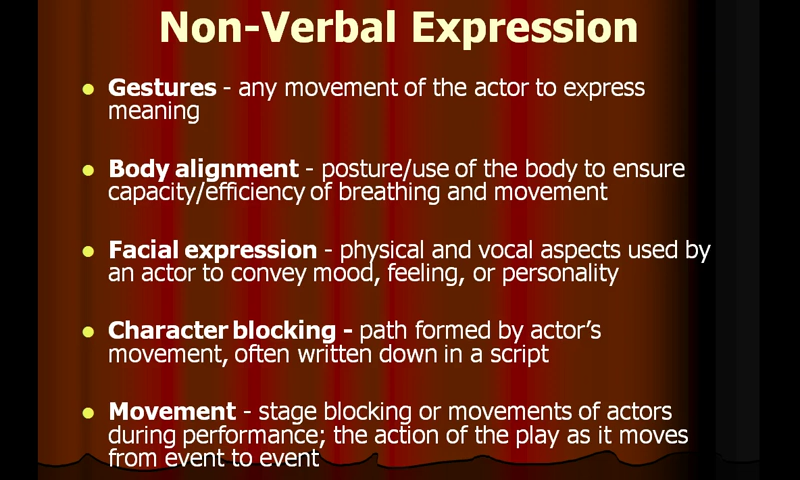 Non-Verbal Expression
• Gestures - any movement of the actor to express
meaning
• Body alignment - posture/use of the body to ensure
capacity/efficiency of breathing and movement
• Facial expression - physical and vocal aspects used by
an actor to convey mood, feeling, or personality
• Character blocking - path formed by actor's
movement, often written down in a script
• Movement - stage blocking or movements of actors
during performance; the action of the play as it moves
from event to event